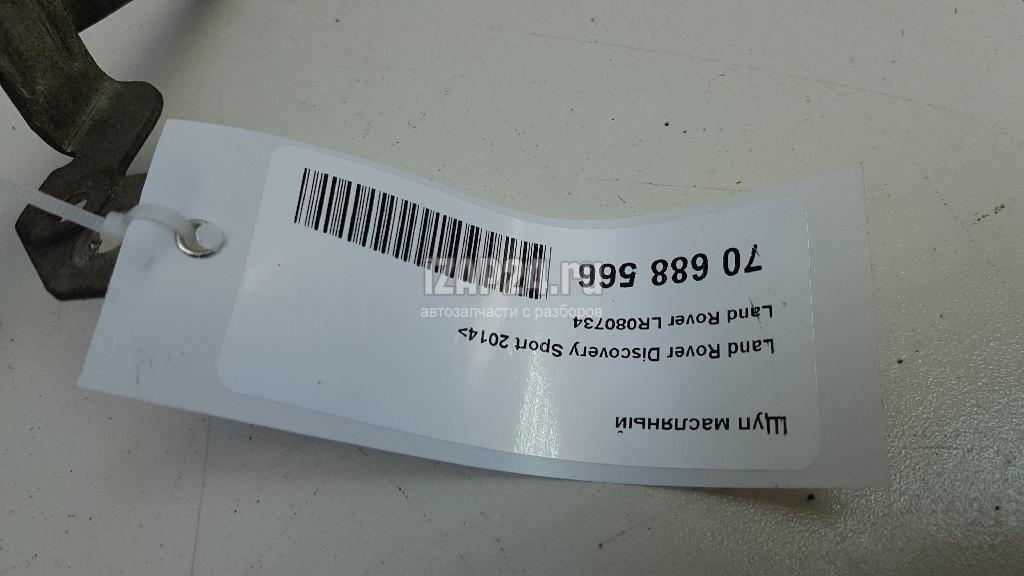 Щуп масляный
Land Rover Discovery Sport 2014>
Land Rover LR080734
70 688 566
IZAP24.ru
автозапчасти с разборов